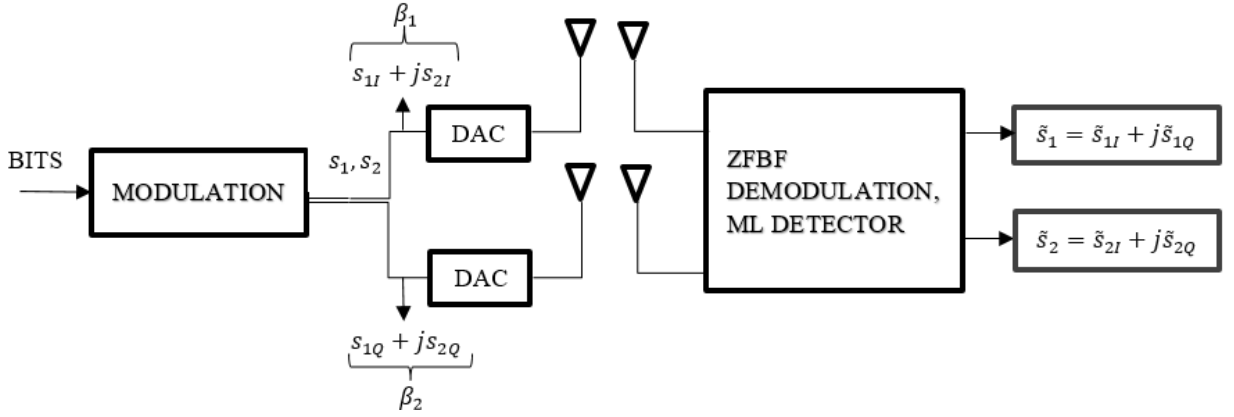 β₁
s₁I + js₂I
BITS
MODULATION
s₁, s₂
DAC
DAC
s₁Q + js₂Q
β₂
ZFBF
DEMODULATION,
ML DETECTOR
s̃₁ = s̃₁I + js̃₁Q
s̃₂ = s̃₂I + js̃₂Q